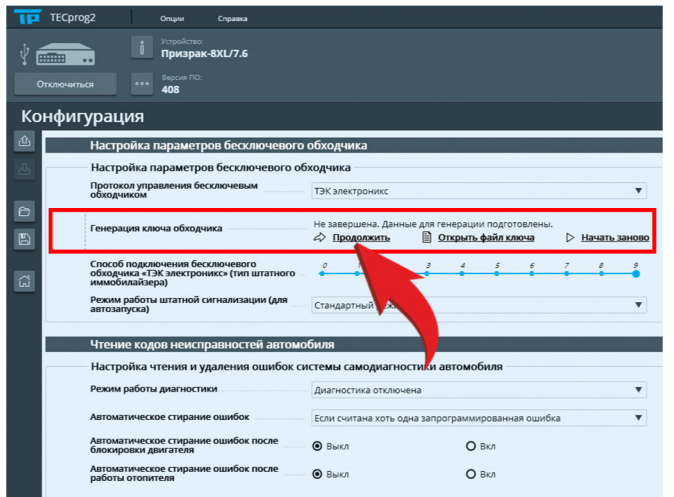 TP TECprog2 Опции Справка
Устройство:
Призрак-8XL/7.6
Отключиться
Версия ПО:
408
Конфигурация
Настройка параметров бесключевого обходчика
Настройка параметров бесключевого обходчика
Протокол управления бесключевым
обходчиком
ТЭК электроникс
Генерация ключа обходчика
Не завершена. Данные для генерации подготовлены.
Продолжить Открыть файл ключа Начать заново
Способ подключения бесключевого
обходчика «ТЭК электроникс» (тип штатного
иммобилайзера)
0 1 3 4 5 6 7 8 9
Режим работы штатной сигнализации (для
автозапуска)
Стандартный
Чтение кодов неисправностей автомобиля
Настройка чтения и удаления ошибок системы самодиагностики автомобиля
Режим работы диагностики
Диагностика отключена
Автоматическое стирание ошибок
Если считана хоть одна запрограммированная ошибка
Автоматическое стирание ошибок после
блокировки двигателя
Выкл Вкл
Автоматическое стирание ошибок после
работы отопителя
Выкл Вкл